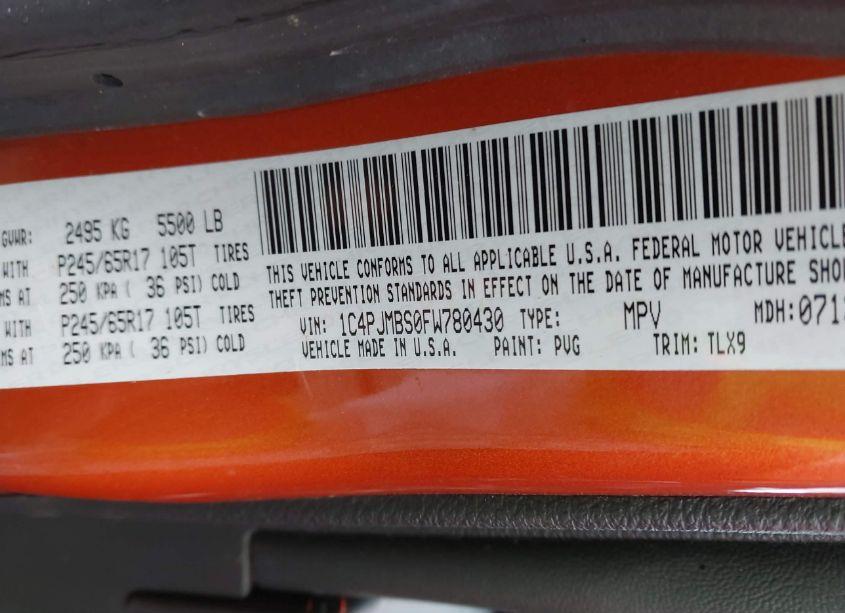 GVWR: 2495 KG 5500 LB
WITH P245/65R17 105T TIRES
MS AT 250 KPA ( 36 PSI) COLD
WITH P245/65R17 105T TIRES
MS AT 250 KPA ( 36 PSI) COLD
THIS VEHICLE CONFORMS TO ALL APPLICABLE U.S.A. FEDERAL MOTOR VEHICLE
THEFT PREVENTION STANDARDS IN EFFECT ON THE DATE OF MANUFACTURE SHO
VIN: 1C4PJMBS0FW780430 TYPE: MPV MDH:071
VEHICLE MADE IN U.S.A. PAINT: PVG TRIM: TLX9